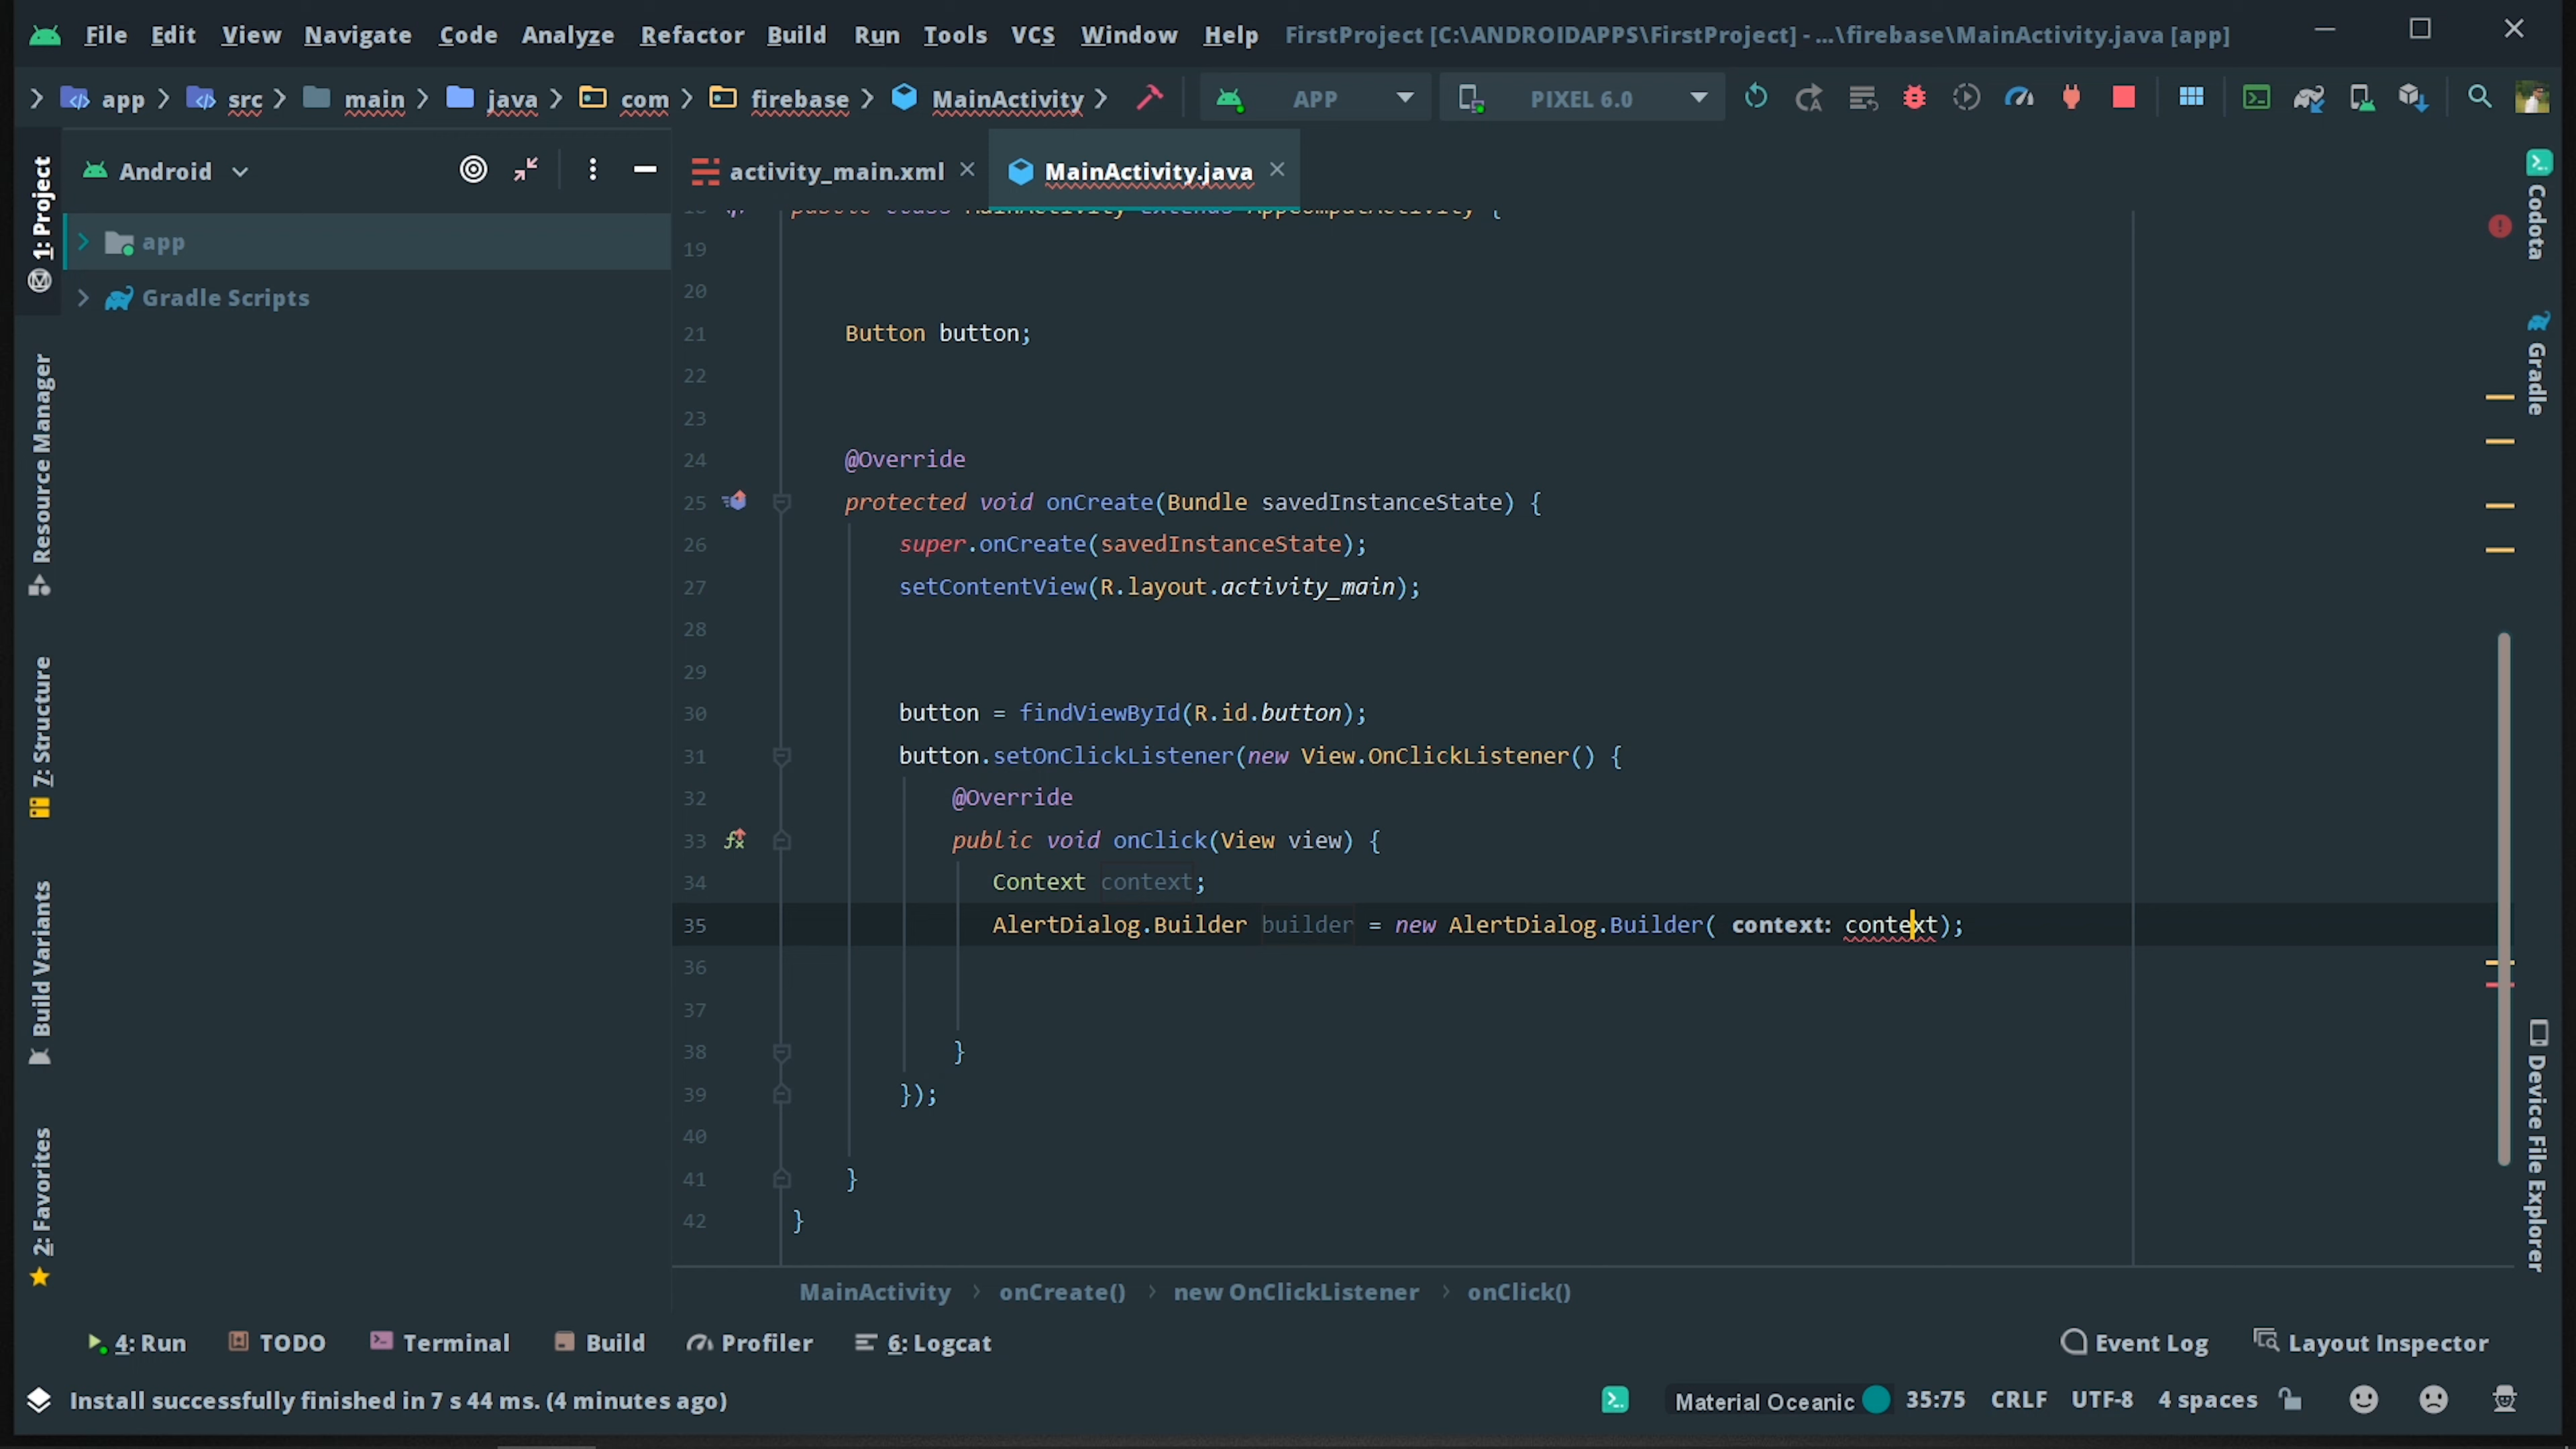 File Edit View Navigate Code Analyze Refactor Build Run Tools VCS Window Help FirstProject [C:\ANDROIDAPPS\FirstProject] - ...\firebase\MainActivity.java [app]
app src main java com firebase MainActivity APP PIXEL 6.0
Android
activity_main.xml
MainActivity.java
1: Project
Resource Manager
7: Structure
Build Variants
2: Favorites
app
Gradle Scripts
18 public class MainActivity extends AppCompatActivity {
19
20
21 Button button;
22
23
24 @Override
25 protected void onCreate(Bundle savedInstanceState) {
26 super.onCreate(savedInstanceState);
27 setContentView(R.layout.activity_main);
28
29
30 button = findViewById(R.id.button);
31 button.setOnClickListener(new View.OnClickListener() {
32 @Override
33 public void onClick(View view) {
34 Context context;
35 AlertDialog.Builder builder = new AlertDialog.Builder( context: context);
36
37
38 }
39 });
40
41 }
42 }
Codota
Gradle
Device File Explorer
MainActivity › onCreate() › new OnClickListener › onClick()
4: Run TODO Terminal Build Profiler 6: Logcat Event Log Layout Inspector
Install successfully finished in 7 s 44 ms. (4 minutes ago) Material Oceanic 35:75 CRLF UTF-8 4 spaces